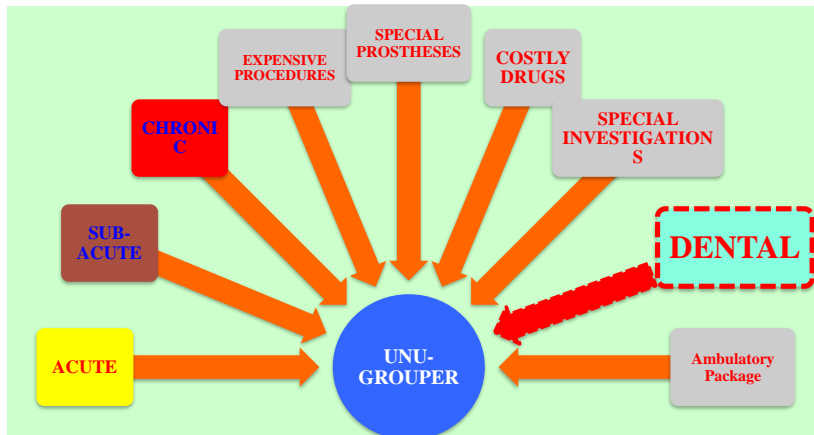 SPECIAL
PROSTHESES
EXPENSIVE
PROCEDURES
COSTLY
DRUGS
CHRONI
C
SPECIAL
INVESTIGATION
S
SUB-
ACUTE
DENTAL
ACUTE
UNU-
GROUPER
Ambulatory
Package